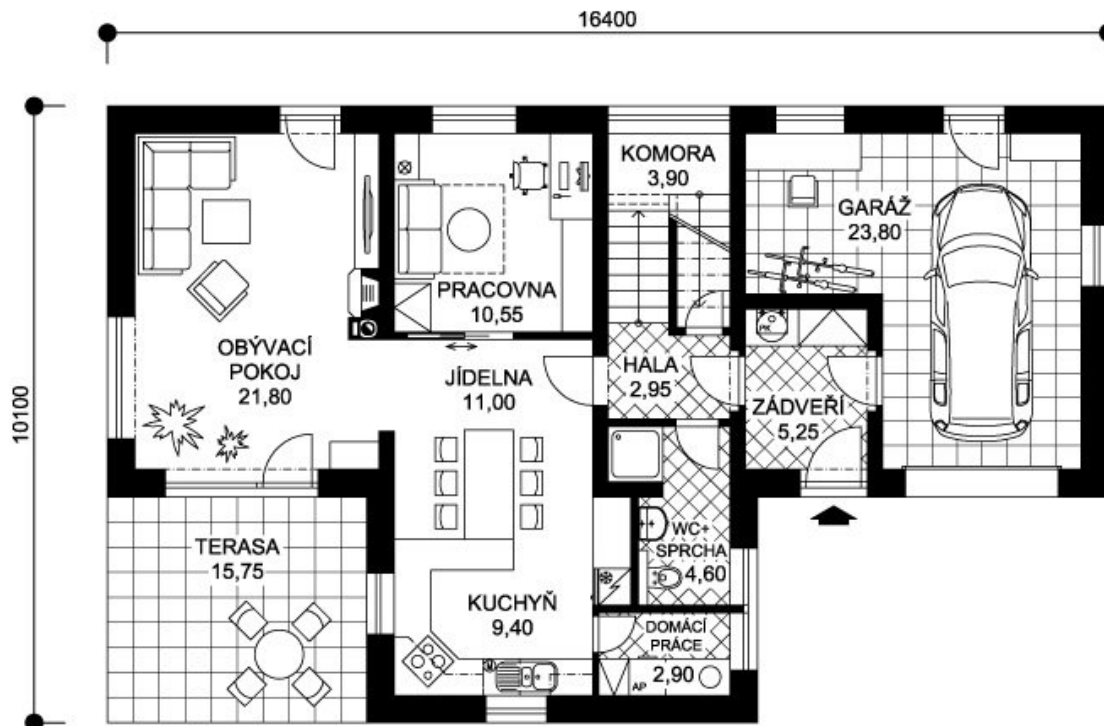 16400
10100
KOMORA
3,90
GARÁŽ
23,80
PRACOVNA
10,55
OBÝVACÍ
POKOJ
21,80
JÍDELNA
11,00
HALA
2,95
PK
ZÁDVEŘÍ
5,25
TERASA
15,75
WC+
SPRCHA
4,60
KUCHYŇ
9,40
DOMÁCÍ
PRÁCE
2,90
AP